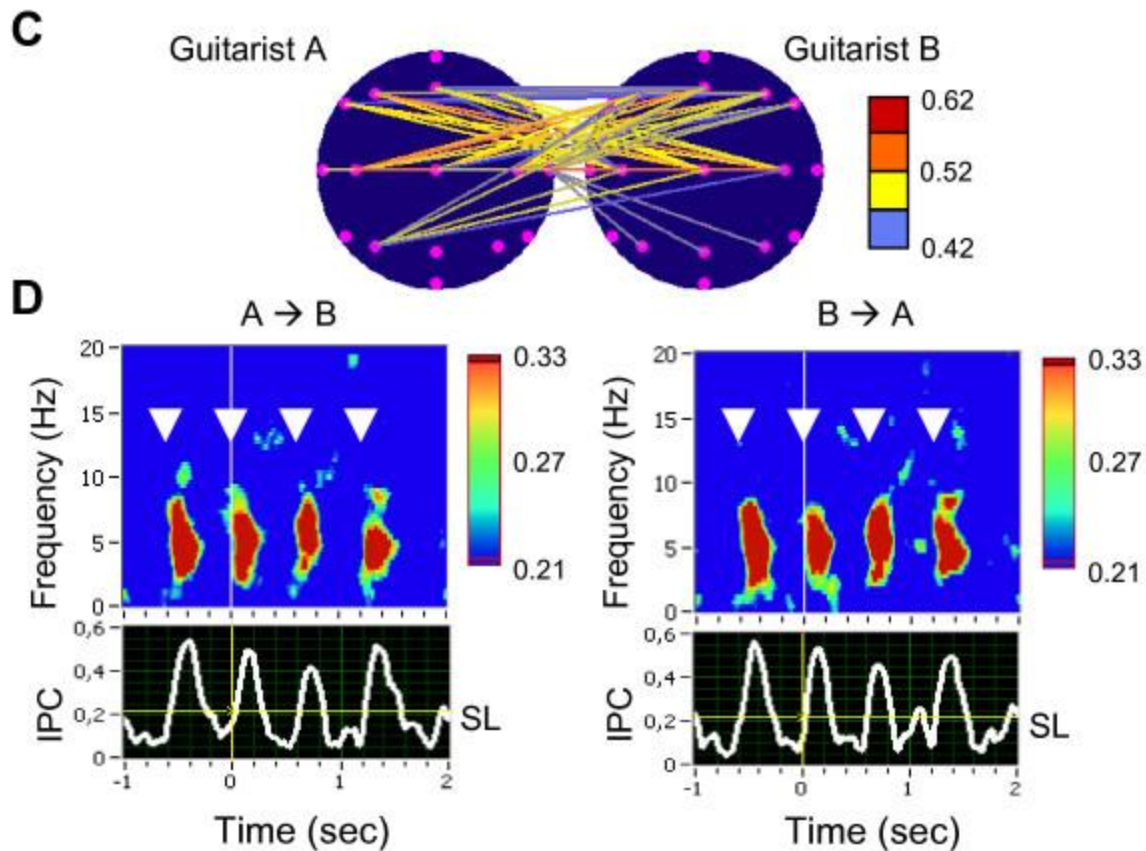 C
Guitarist A
Guitarist B
0.62
0.52
0.42
D
A → B
B → A
20
15
10
5
0
Frequency (Hz)
0.33
0.27
0.21
20
15
10
5
0
Frequency (Hz)
0.33
0.27
0.21
0,6
0,4
0,2
0
IPC
SL
-1
0
1
2
Time (sec)
0,6
0,4
0,2
0
IPC
SL
-1
0
1
2
Time (sec)